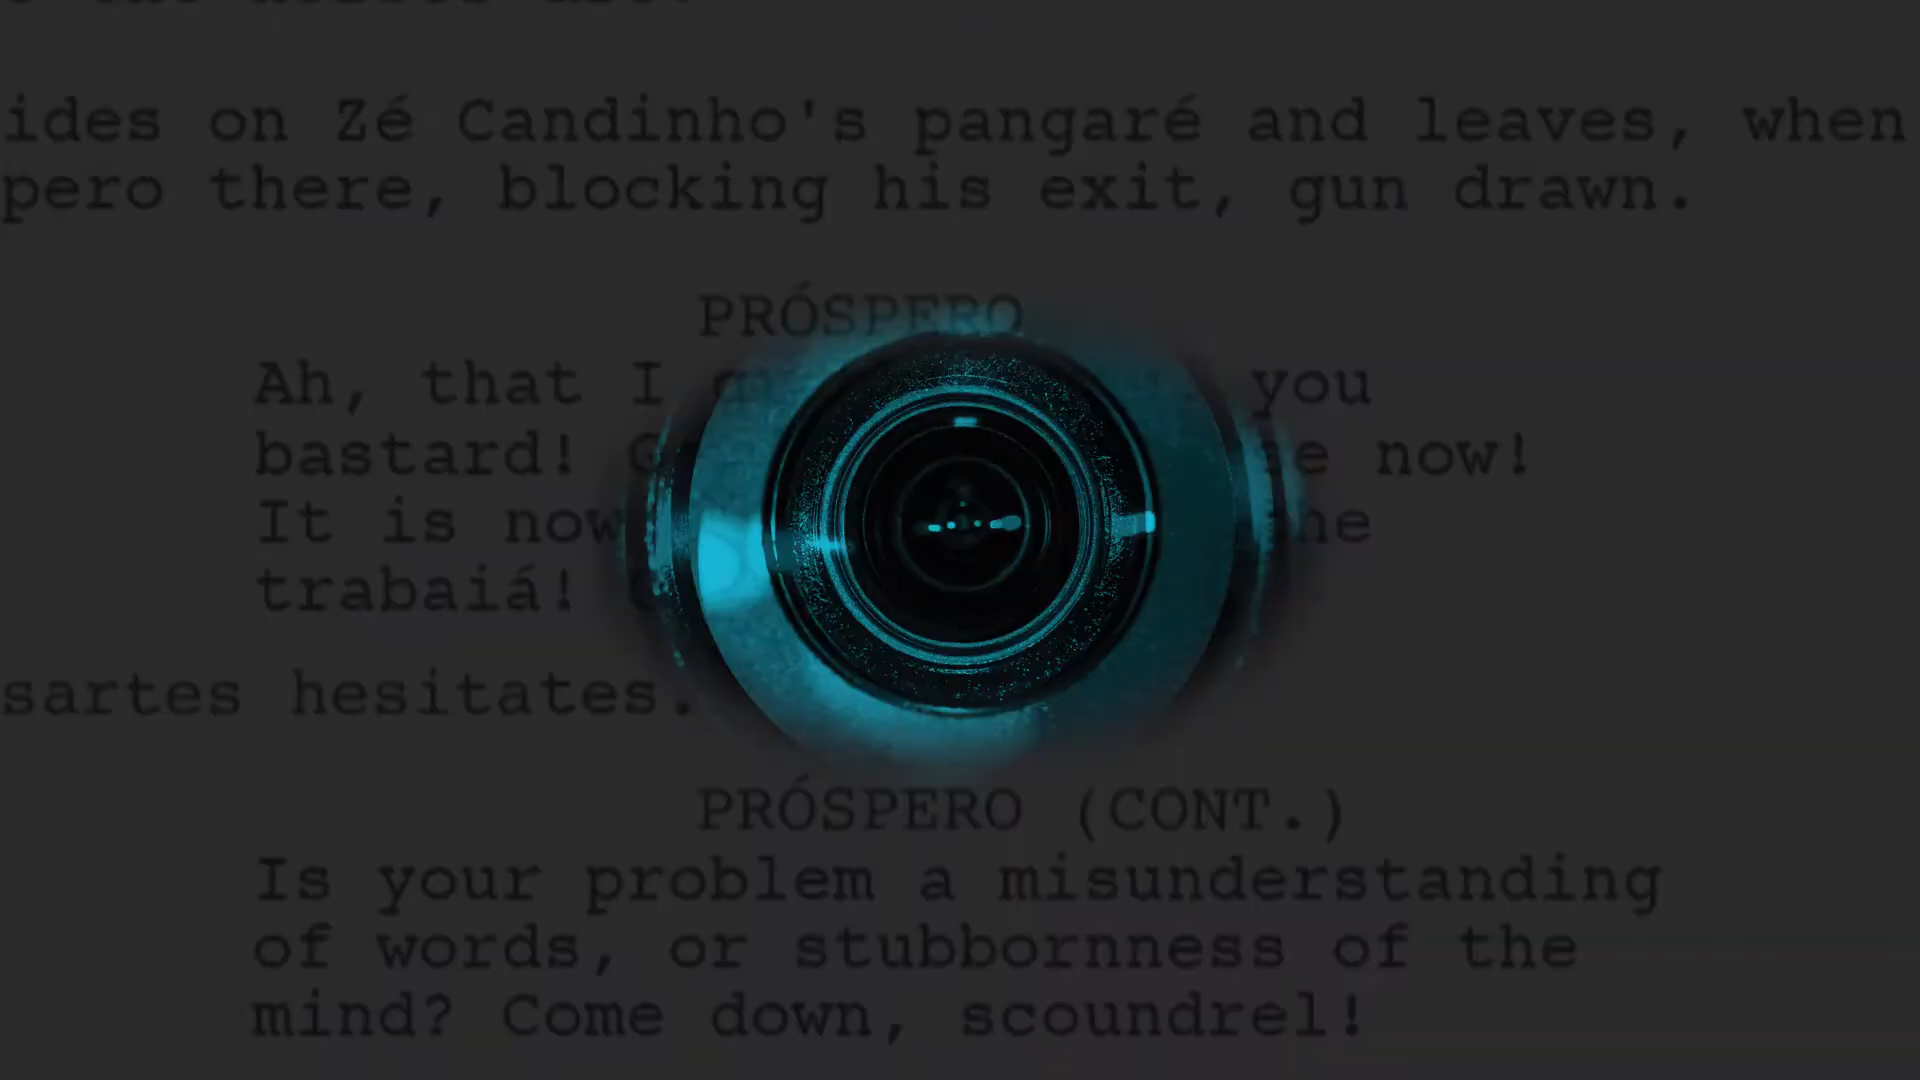 ides on Zé Candinho's pangaré and leaves, when
pero there, blocking his exit, gun drawn.
PRÓSPERO
Ah, that I you
bastard! now!
It is now
trabaiá!
sartes hesitates.
PRÓSPERO (CONT.)
Is your problem a misunderstanding
of words, or stubbornness of the
mind? Come down, scoundrel!